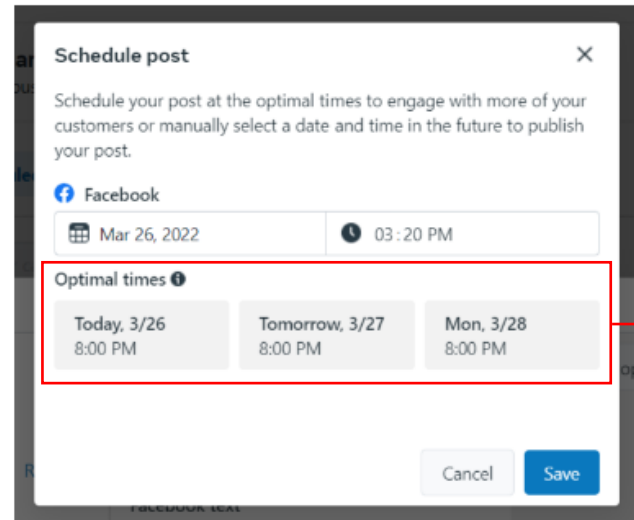 Schedule post
Schedule your post at the optimal times to engage with more of your
customers or manually select a date and time in the future to publish
your post.
Facebook
Mar 26, 2022
03:20 PM
Optimal times
Today, 3/26
8:00 PM
Tomorrow, 3/27
8:00 PM
Mon, 3/28
8:00 PM
Cancel
Save
Facebook text